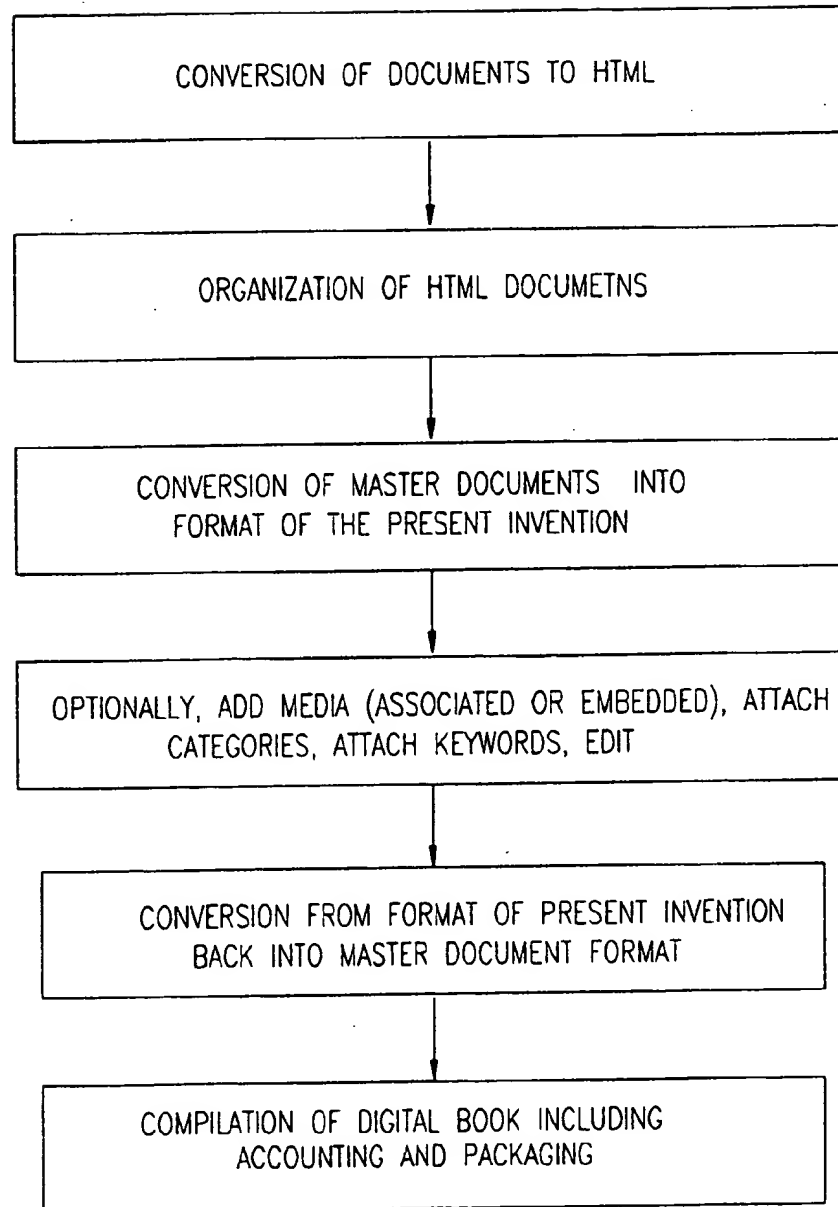 CONVERSION OF DOCUMENTS TO HTML
ORGANIZATION OF HTML DOCUMETNS
CONVERSION OF MASTER DOCUMENTS INTO
FORMAT OF THE PRESENT INVENTION
OPTIONALLY, ADD MEDIA (ASSOCIATED OR EMBEDDED), ATTACH
CATEGORIES, ATTACH KEYWORDS, EDIT
CONVERSION FROM FORMAT OF PRESENT INVENTION
BACK INTO MASTER DOCUMENT FORMAT
COMPILATION OF DIGITAL BOOK INCLUDING
ACCOUNTING AND PACKAGING